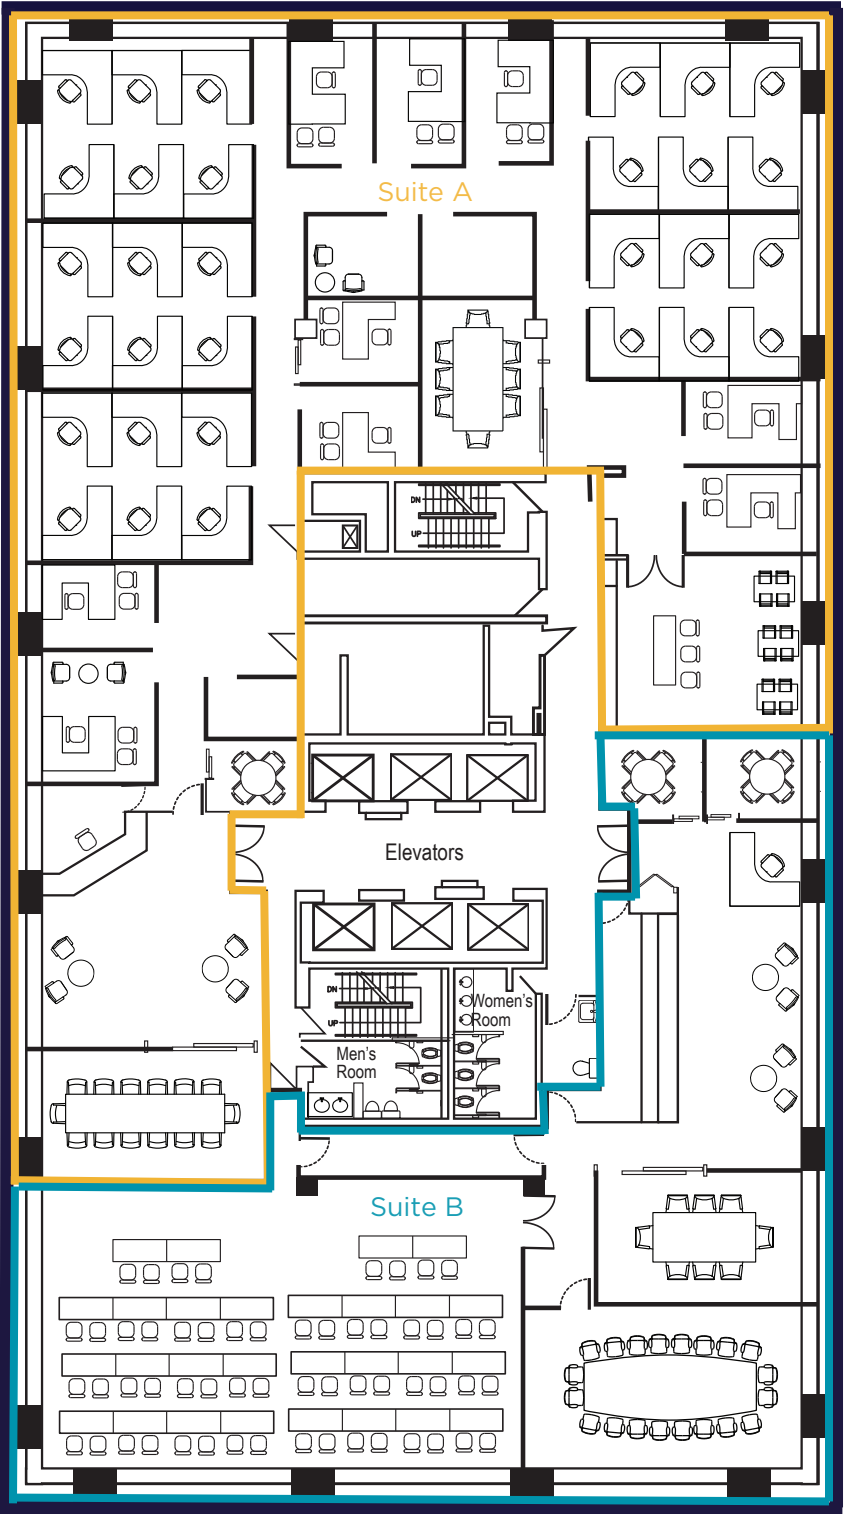 Suite A
DN
UP
Elevators
DN
Women's
Room
UP
Men's
Room
Suite B